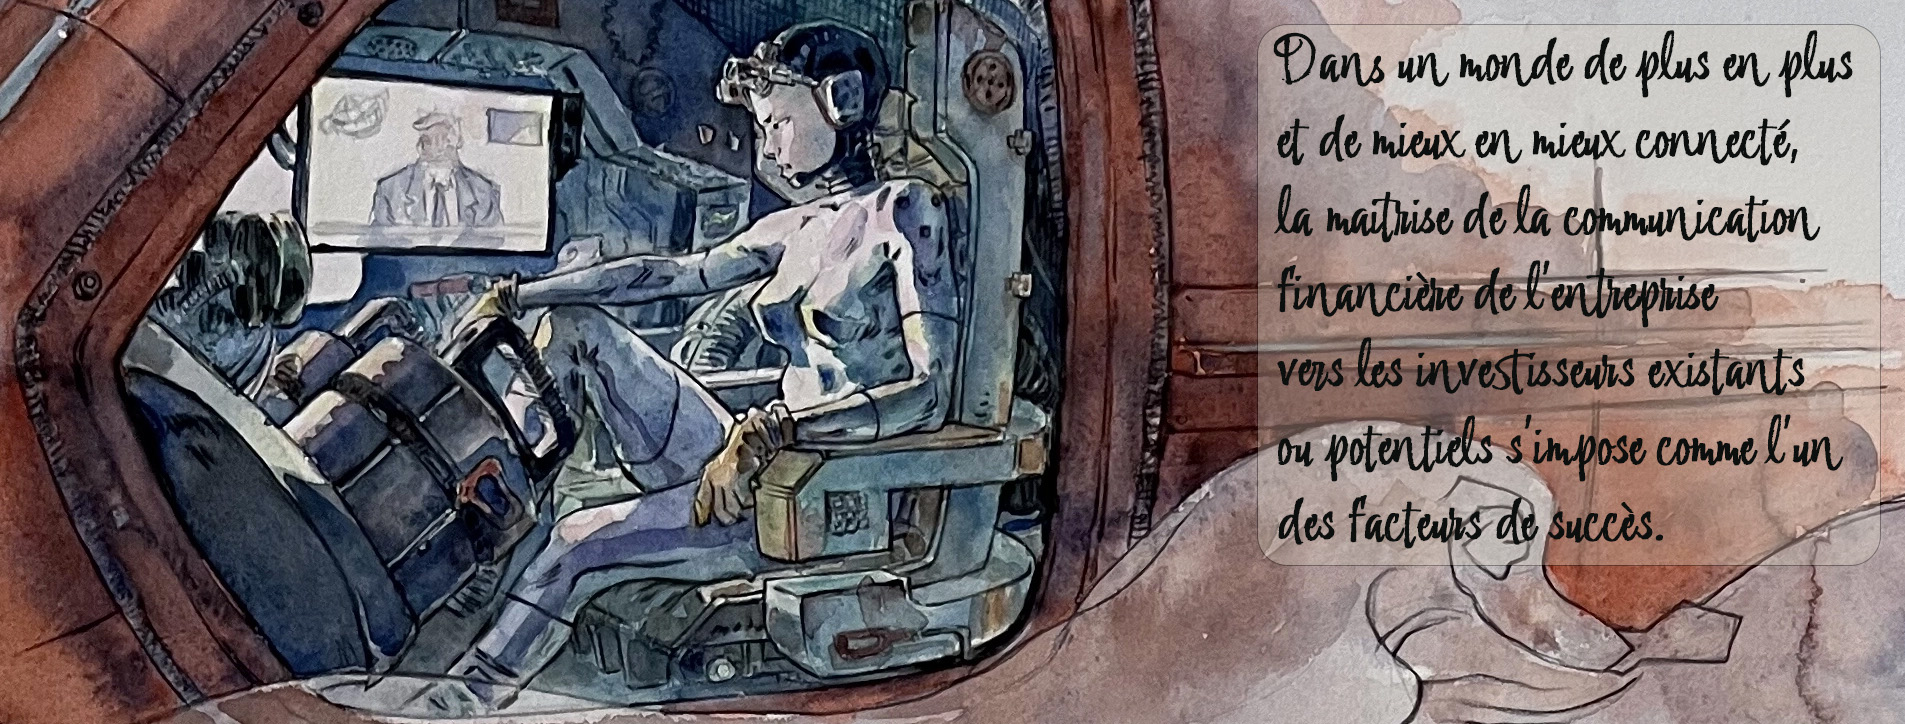 Dans un monde de plus en plus
et de mieux en mieux connecté,
la maitrise de la communication
financière de l'entreprise
vers les investisseurs existants
ou potentiels s'impose comme l'un
des facteurs de succès.